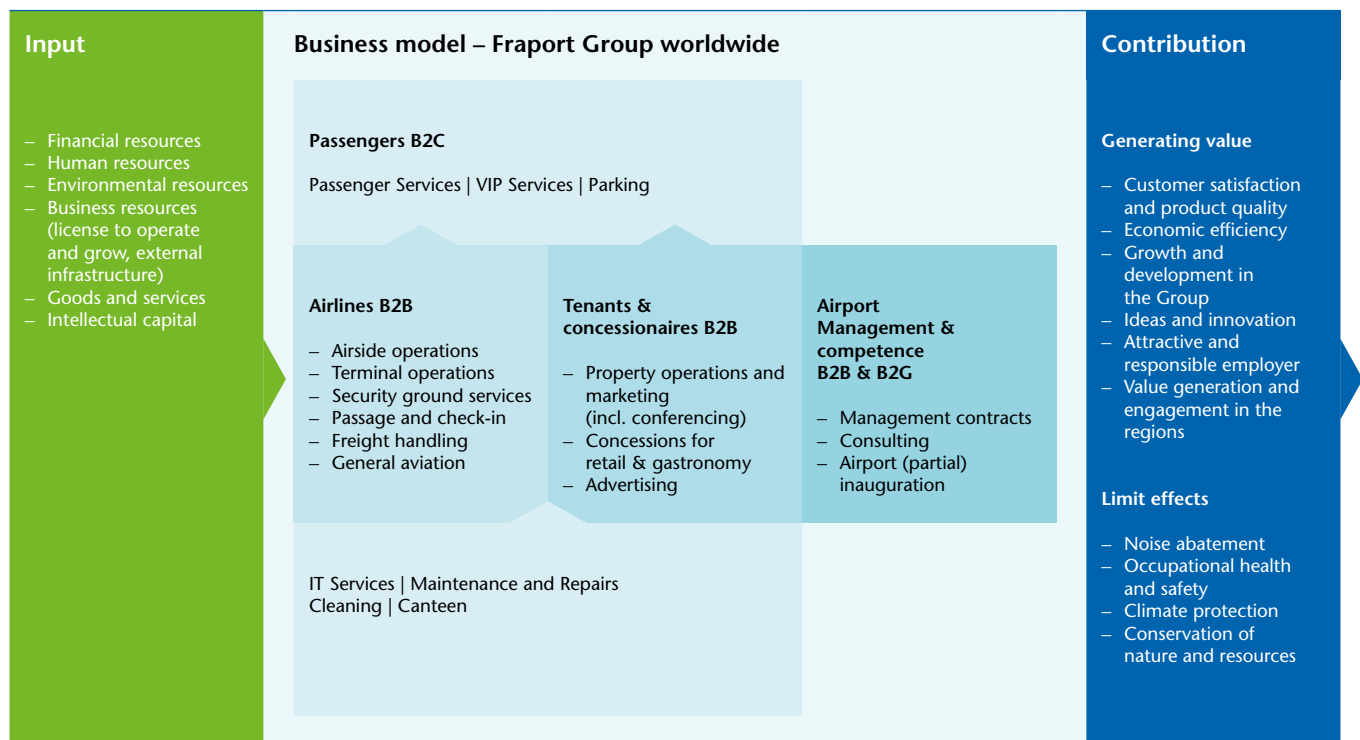 Input
– Financial resources
– Human resources
– Environmental resources
– Business resources
(license to operate
and grow, external
infrastructure)
– Goods and services
– Intellectual capital
Business model – Fraport Group worldwide
Passengers B2C
Passenger Services | VIP Services | Parking
Airlines B2B
– Airside operations
– Terminal operations
– Security ground services
– Passage and check-in
– Freight handling
– General aviation
Tenants &
concessionaires B2B
– Property operations and
marketing
(incl. conferencing)
– Concessions for
retail & gastronomy
– Advertising
Airport
Management &
competence
B2B & B2G
– Management contracts
– Consulting
– Airport (partial)
inauguration
IT Services | Maintenance and Repairs
Cleaning | Canteen
Contribution
Generating value
– Customer satisfaction
and product quality
– Economic efficiency
– Growth and
development in
the Group
– Ideas and innovation
– Attractive and
responsible employer
– Value generation and
engagement in the
regions
Limit effects
– Noise abatement
– Occupational health
and safety
– Climate protection
– Conservation of
nature and resources